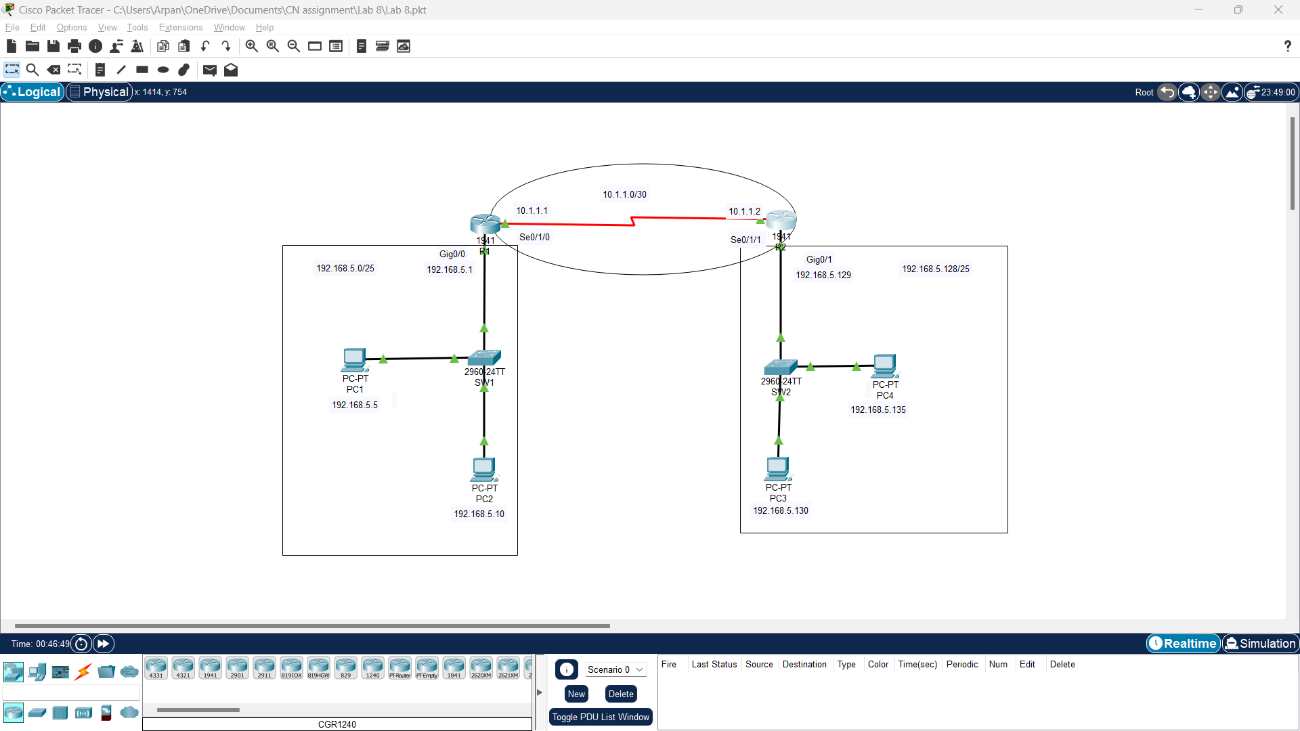 Cisco Packet Tracer - C:\Users\Arpan\OneDrive\Documents\CN assignment\Lab 8\Lab 8.pkt
File Edit Options View Tools Extensions Window Help
?
Logical Physical x: 1414, y: 754 Root 23:49:00
10.1.1.0/30
10.1.1.1 10.1.1.2
1941 Se0/1/0 Se0/1/1 1941
R1 R2
Gig0/0 Gig0/1
192.168.5.0/25 192.168.5.1 192.168.5.129 192.168.5.128/25
PC-PT
PC1
192.168.5.5
2960-24TT
SW1
2960-24TT
SW2
PC-PT
PC4
192.168.5.135
PC-PT
PC2
192.168.5.10
PC-PT
PC3
192.168.5.130
Time: 00:46:49 Realtime Simulation
4331 4321 1941 2901 2911 819IOX 819HGW 829 1240 PT-Router PT-Empty 1841 2620XM 2621XM
CGR1240
Scenario 0
New Delete
Toggle PDU List Window
Fire Last Status Source Destination Type Color Time(sec) Periodic Num Edit Delete